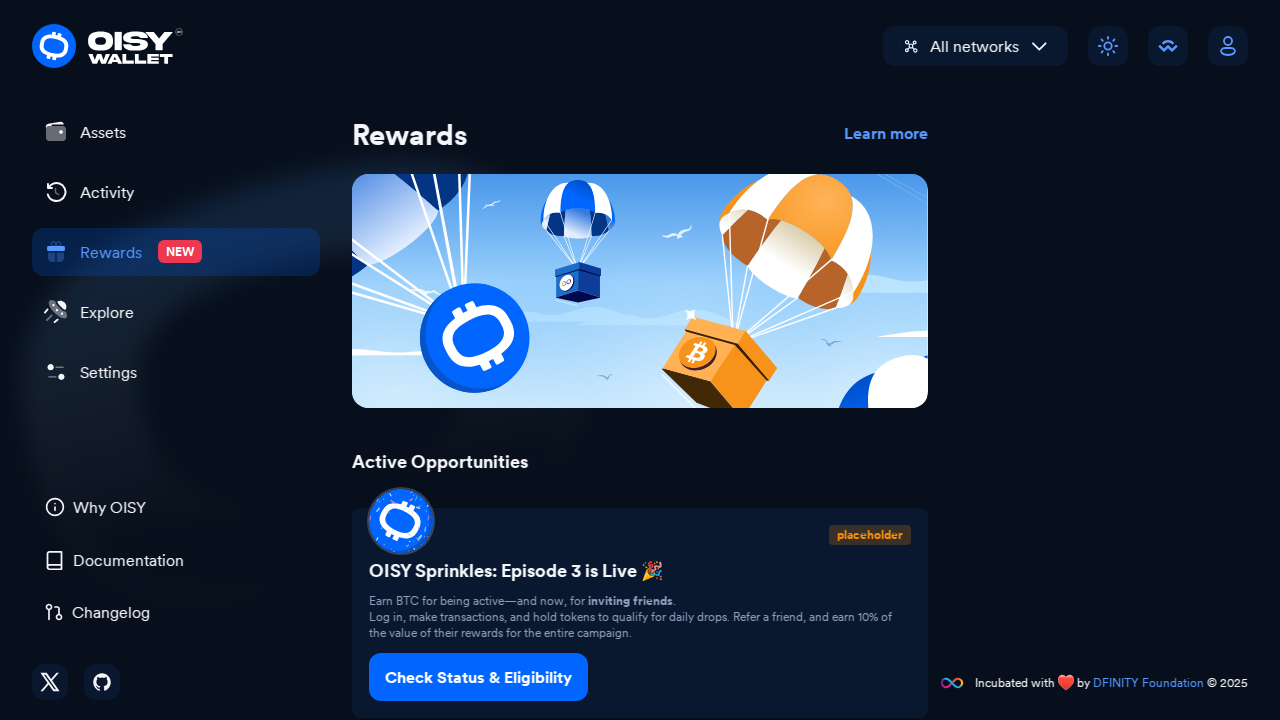 OISY
WALLET
All networks
Assets
Activity
Rewards NEW
Explore
Settings
Why OISY
Documentation
Changelog
Rewards
Learn more
Active Opportunities
placeholder
OISY Sprinkles: Episode 3 is Live 🎉
Earn BTC for being active—and now, for inviting friends.
Log in, make transactions, and hold tokens to qualify for daily drops. Refer a friend, and earn 10% of
the value of their rewards for the entire campaign.
Check Status & Eligibility
Incubated with ❤️ by DFINITY Foundation © 2025